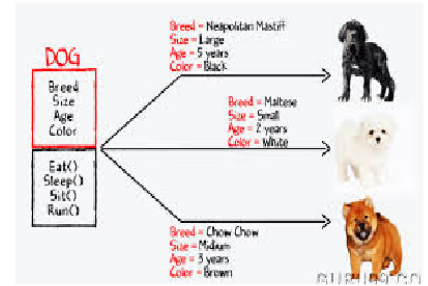 DOG
Breed
Size
Age
Color
Eat()
Sleep()
Sit()
Run()
Breed = Neapolitan Mastiff
Size = Large
Age = 5 years
Color = Black
Breed = Maltese
Size = Small
Age = 2 years
Color = White
Breed = Chow Chow
Size = Midium
Age = 3 years
Color = Brown